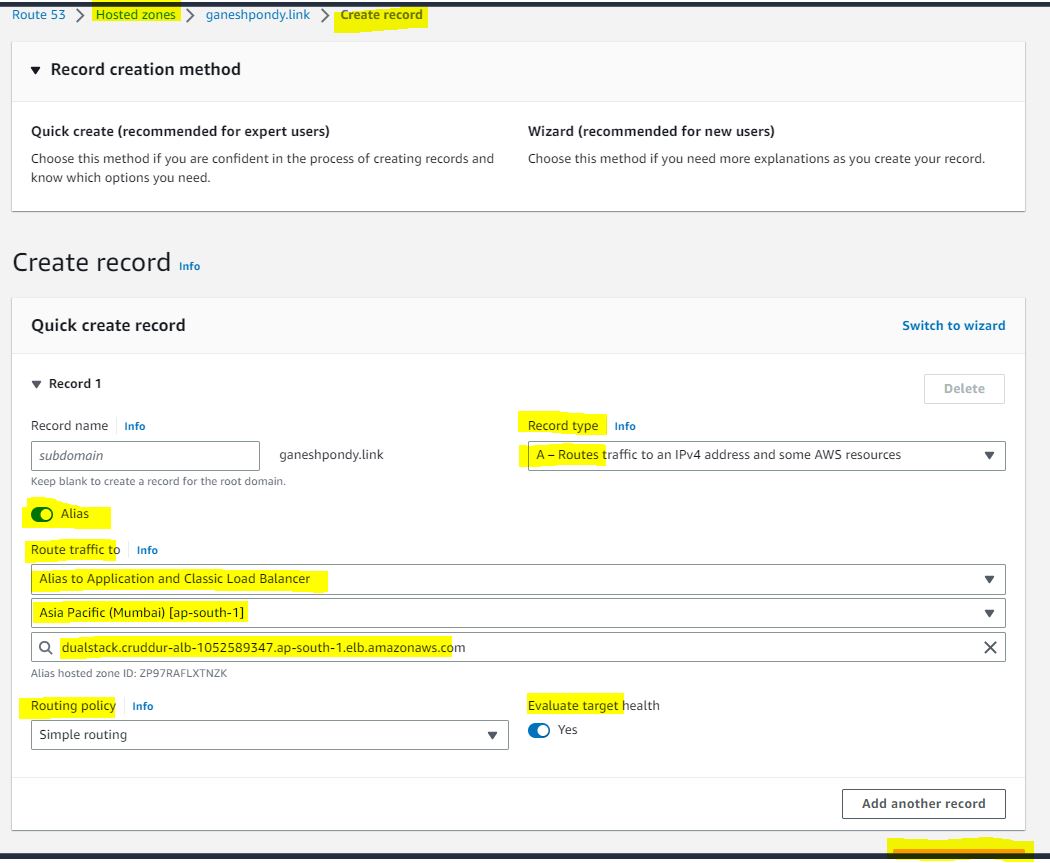 Route 53 > Hosted zones > ganeshpondy.link > Create record
Record creation method
Quick create (recommended for expert users)
Choose this method if you are confident in the process of creating records and
know which options you need.
Wizard (recommended for new users)
Choose this method if you need more explanations as you create your record.
Create record Info
Quick create record
Switch to wizard
Record 1
Delete
Record name Info
subdomain
ganeshpondy.link
Keep blank to create a record for the root domain.
Record type Info
A – Routes traffic to an IPv4 address and some AWS resources
Alias
Route traffic to Info
Alias to Application and Classic Load Balancer
Asia Pacific (Mumbai) [ap-south-1]
dualstack.cruddur-alb-1052589347.ap-south-1.elb.amazonaws.com
Alias hosted zone ID: ZP97RAFLXTNZK
Routing policy Info
Simple routing
Evaluate target health
Yes
Add another record